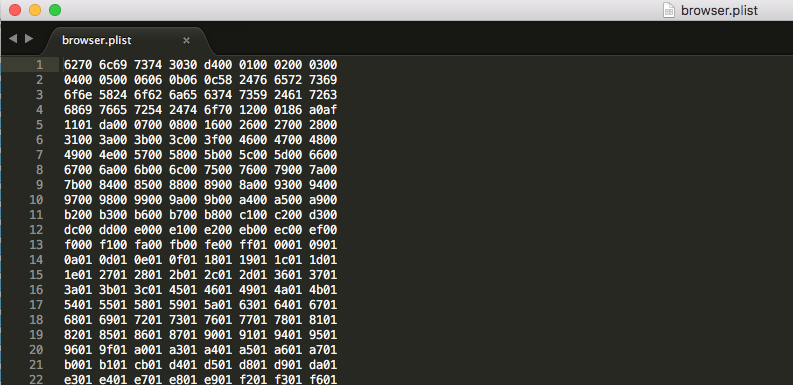 browser.plist
browser.plist ×
1 6270 6c69 7374 3030 d400 0100 0200 0300
2 0400 0500 0606 0b06 0c58 2476 6572 7369
3 6f6e 5824 6f62 6a65 6374 7359 2461 7263
4 6869 7665 7254 2474 6f70 1200 0186 a0af
5 1101 da00 0700 0800 1600 2600 2700 2800
6 3100 3a00 3b00 3c00 3f00 4600 4700 4800
7 4900 4e00 5700 5800 5b00 5c00 5d00 6600
8 6700 6a00 6b00 6c00 7500 7600 7900 7a00
9 7b00 8400 8500 8800 8900 8a00 9300 9400
10 9700 9800 9900 9a00 9b00 a400 a500 a900
11 b200 b300 b600 b700 b800 c100 c200 d300
12 dc00 dd00 e000 e100 e200 eb00 ec00 ef00
13 f000 f100 fa00 fb00 fe00 ff01 0001 0901
14 0a01 0d01 0e01 0f01 1801 1901 1c01 1d01
15 1e01 2701 2801 2b01 2c01 2d01 3601 3701
16 3a01 3b01 3c01 4501 4601 4901 4a01 4b01
17 5401 5501 5801 5901 5a01 6301 6401 6701
18 6801 6901 7201 7301 7601 7701 7801 8101
19 8201 8501 8601 8701 9001 9101 9401 9501
20 9601 9f01 a001 a301 a401 a501 a601 a701
21 b001 b101 cb01 d401 d501 d801 d901 da01
22 e301 e401 e701 e801 e901 f201 f301 f601